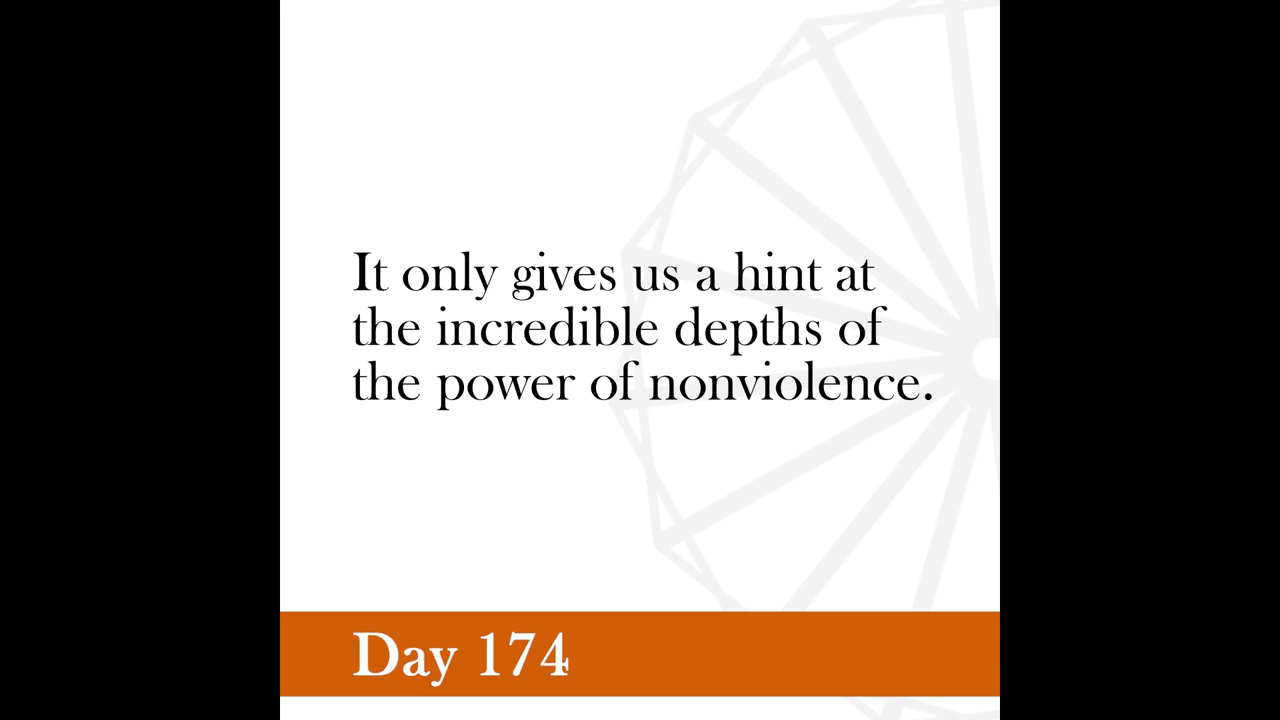 It only gives us a hint at
the incredible depths of
the power of nonviolence.
Day 174